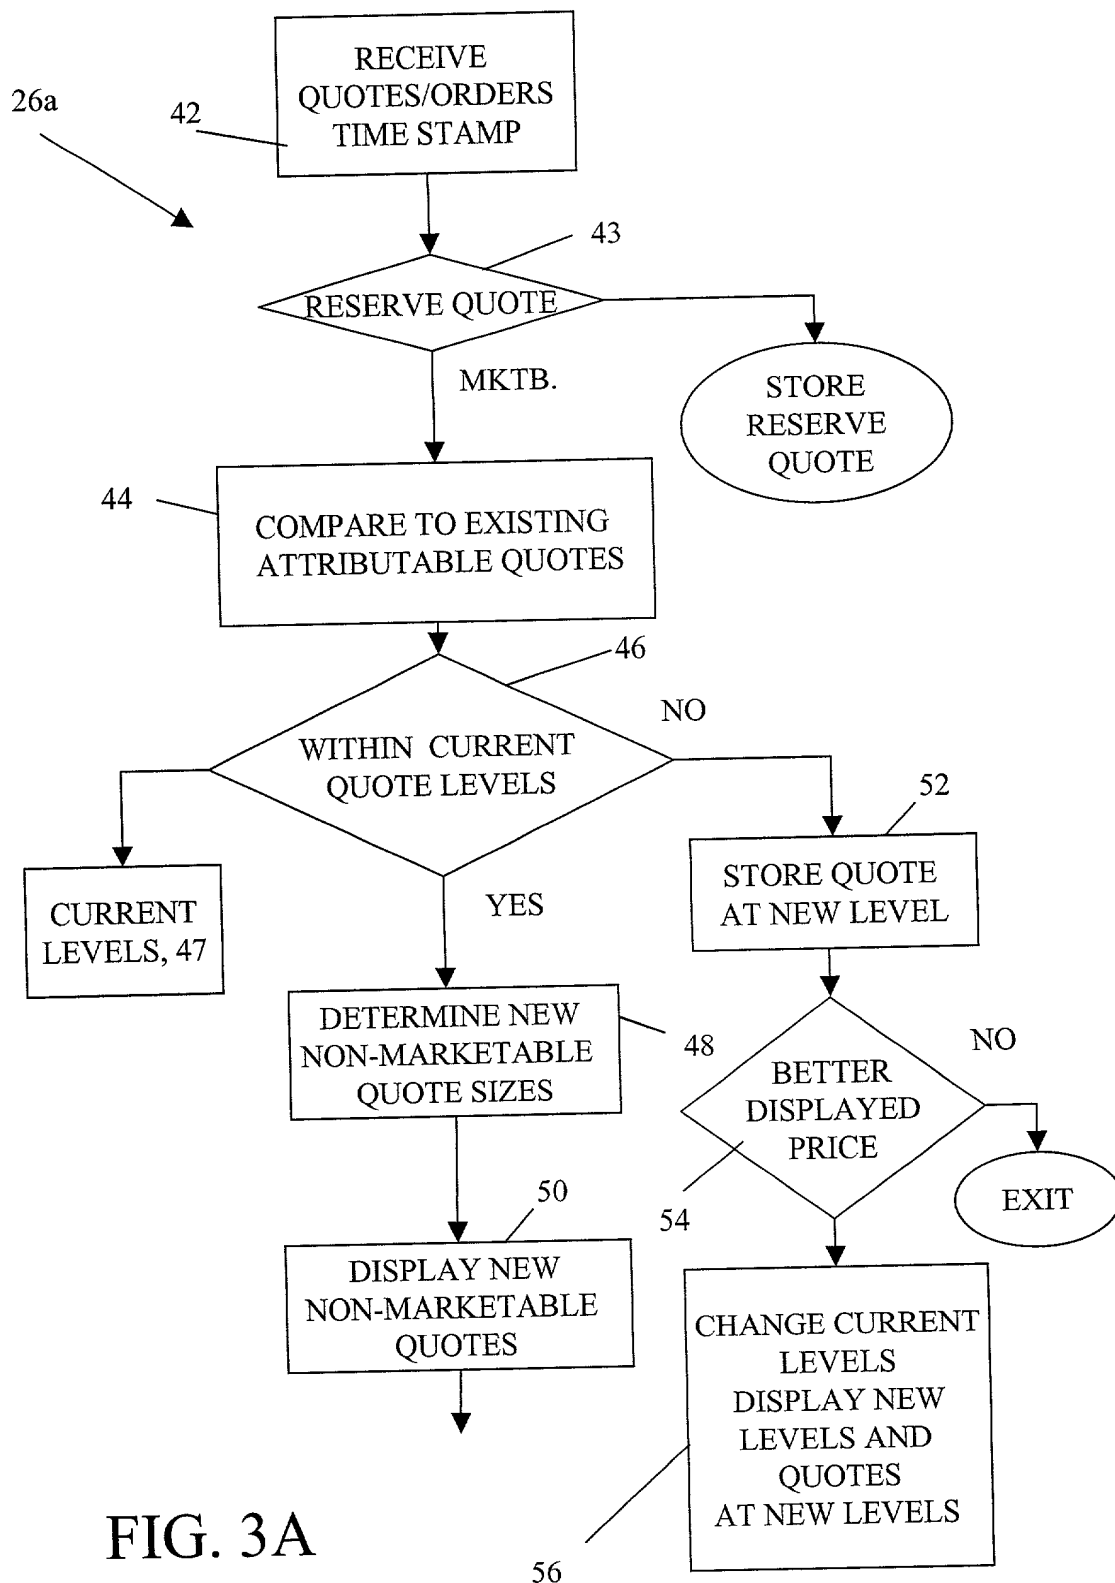 RECEIVE
QUOTES/ORDERS
TIME STAMP
26a
42
43
RESERVE QUOTE
MKTB.
STORE
RESERVE
QUOTE
44
COMPARE TO EXISTING
ATTRIBUTABLE QUOTES
46
NO
WITHIN CURRENT
QUOTE LEVELS
52
CURRENT
LEVELS, 47
YES
STORE QUOTE
AT NEW LEVEL
DETERMINE NEW
NON-MARKETABLE
QUOTE SIZES
48
NO
BETTER
DISPLAYED
PRICE
54
EXIT
50
DISPLAY NEW
NON-MARKETABLE
QUOTES
CHANGE CURRENT
LEVELS
DISPLAY NEW
LEVELS AND
QUOTES
AT NEW LEVELS
56
FIG. 3A